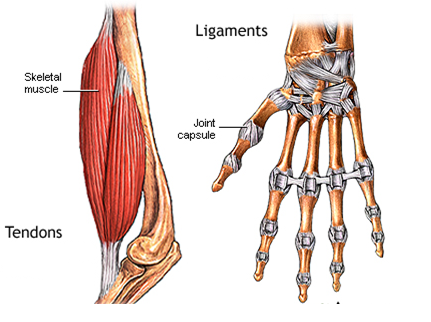 Ligaments
Skeletal
muscle
Joint
capsule
Tendons